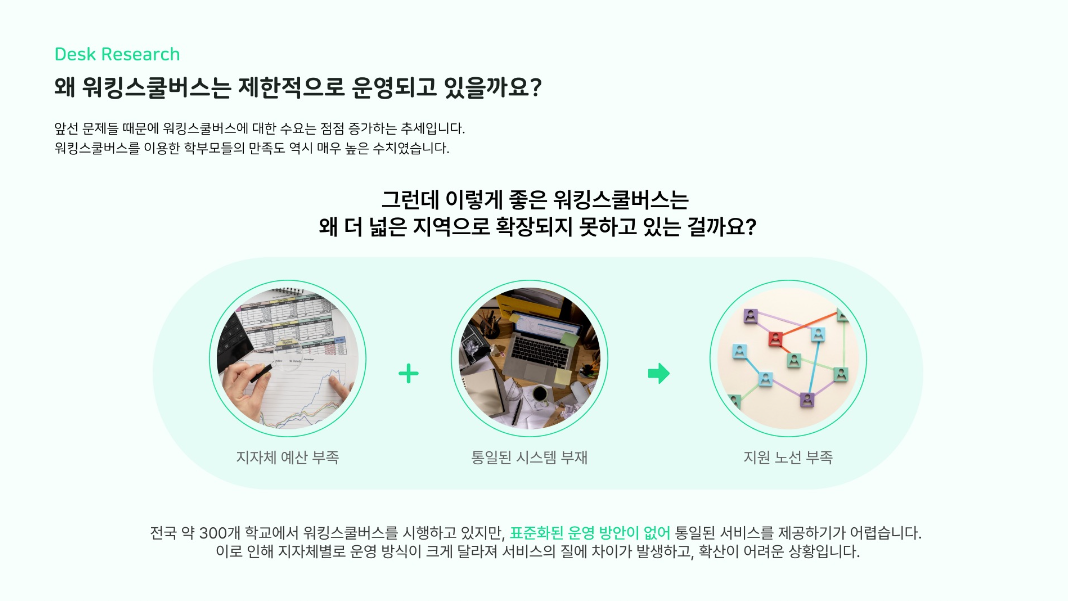 Desk Research
왜 워킹스쿨버스는 제한적으로 운영되고 있을까요?
앞선 문제들 때문에 워킹스쿨버스에 대한 수요는 점점 증가하는 추세입니다.
워킹스쿨버스를 이용한 학부모들의 만족도 역시 매우 높은 수치였습니다.
그런데 이렇게 좋은 워킹스쿨버스는
왜 더 넓은 지역으로 확장되지 못하고 있는 걸까요?
지자체 예산 부족
통일된 시스템 부재
지원 노선 부족
전국 약 300개 학교에서 워킹스쿨버스를 시행하고 있지만, 표준화된 운영 방안이 없어 통일된 서비스를 제공하기가 어렵습니다.
이로 인해 지자체별로 운영 방식이 크게 달라져 서비스의 질에 차이가 발생하고, 확산이 어려운 상황입니다.